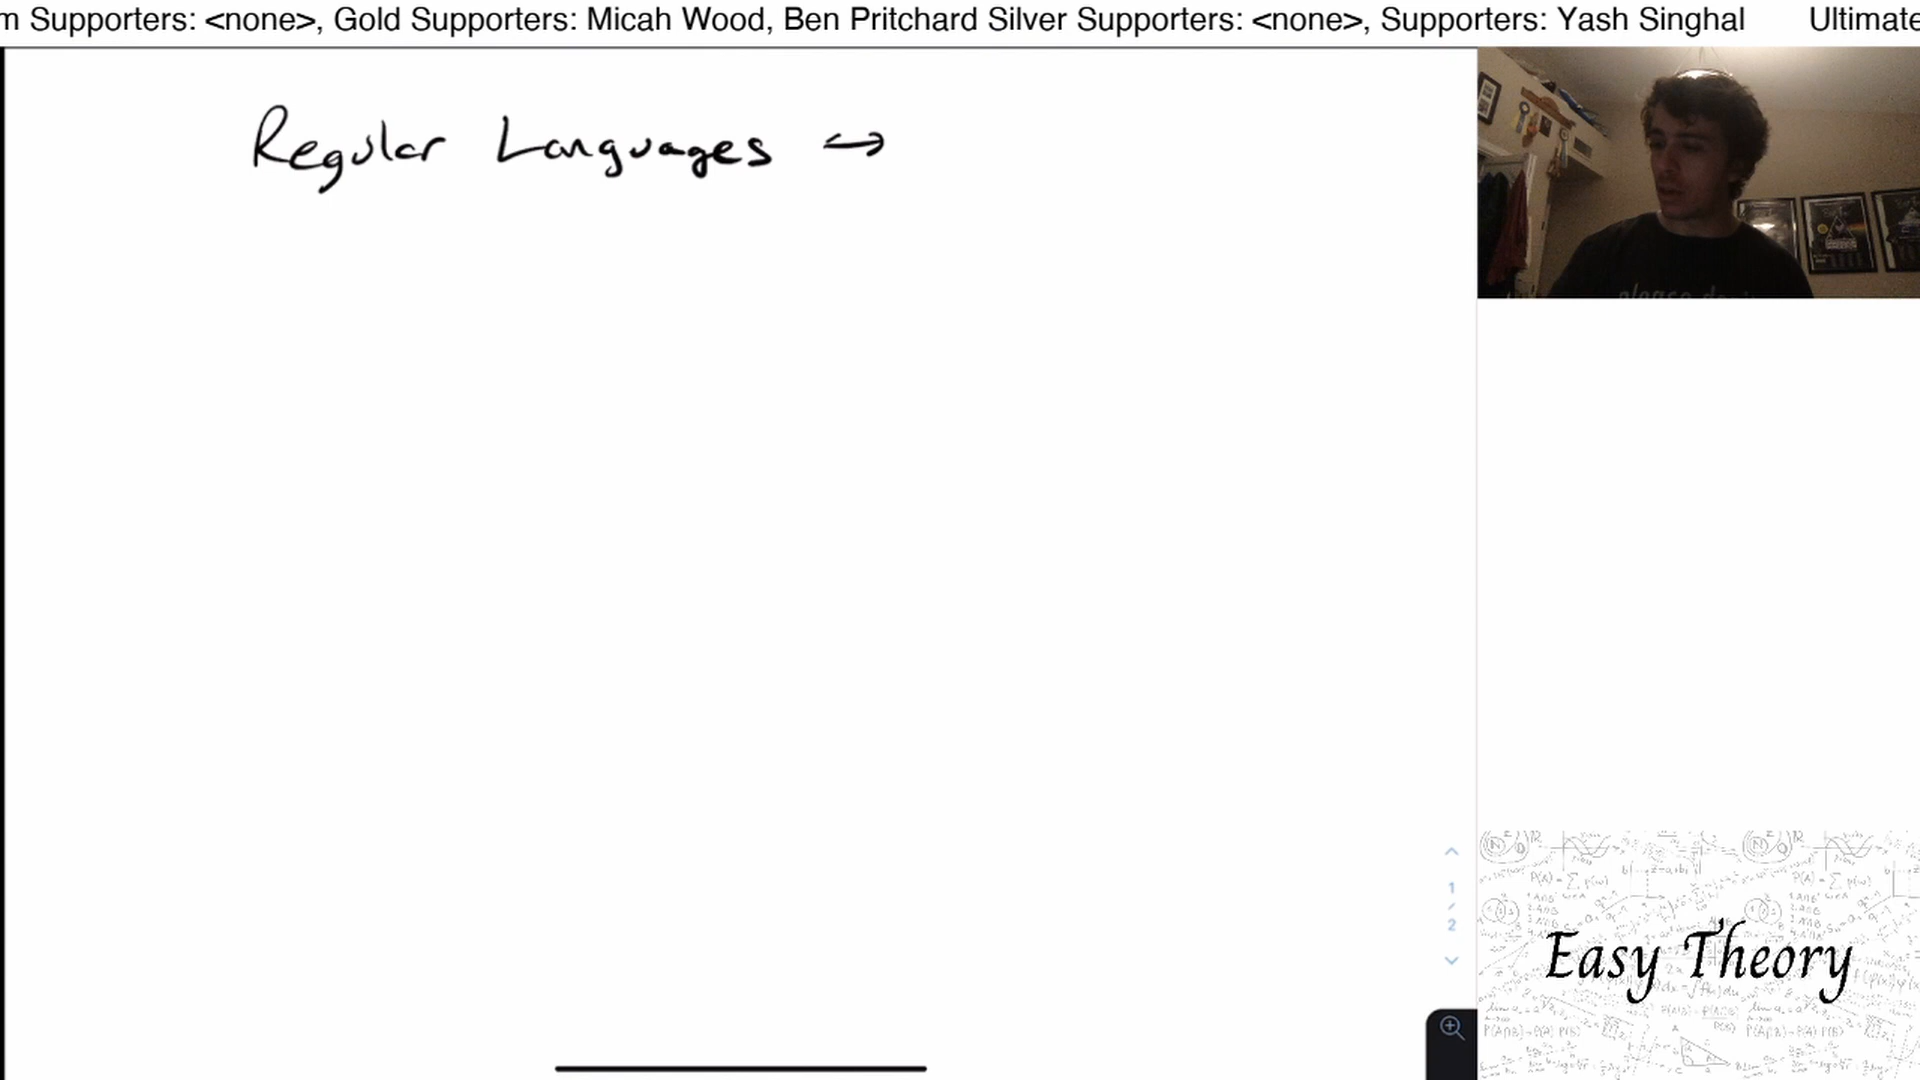 m Supporters: <none>, Gold Supporters: Micah Wood, Ben Pritchard Silver Supporters: <none>, Supporters: Yash Singhal Ultimate
Regular Languages ↔
please
1
2
Easy Theory